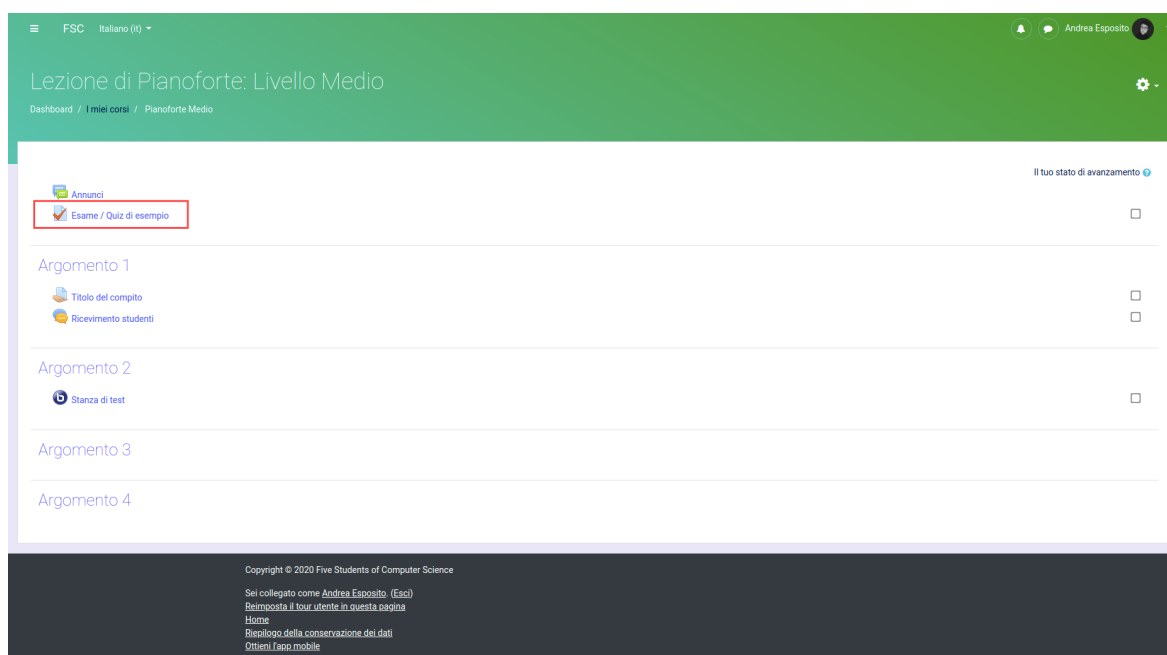 FSC Italiano (it) Andrea Esposito
Lezione di Pianoforte: Livello Medio
Dashboard / I miei corsi / Pianoforte Medio
Il tuo stato di avanzamento
Annunci
Esame / Quiz di esempio
Argomento 1
Titolo del compito
Ricevimento studenti
Argomento 2
Stanza di test
Argomento 3
Argomento 4
Copyright © 2020 Five Students of Computer Science
Sei collegato come Andrea Esposito. (Esci)
Reimposta il tour utente in questa pagina
Home
Riepilogo della conservazione dei dati
Ottieni l'app mobile